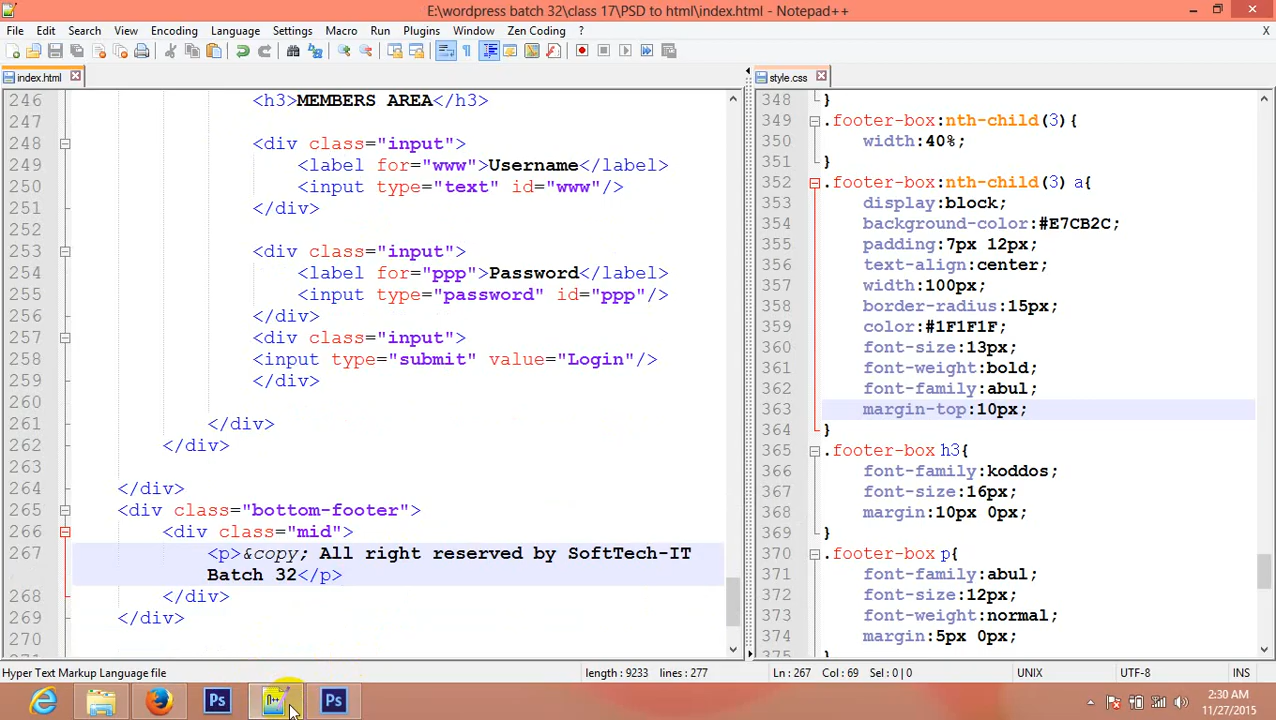 E:\wordpress batch 32\class 17\PSD to html\index.html - Notepad++
File Edit Search View Encoding Language Settings Macro Run Plugins Window Zen Coding ? X
index.html
246 <h3>MEMBERS AREA</h3>
247
248 <div class="input">
249 <label for="www">Username</label>
250 <input type="text" id="www"/>
251 </div>
252
253 <div class="input">
254 <label for="ppp">Password</label>
255 <input type="password" id="ppp"/>
256 </div>
257 <div class="input">
258 <input type="submit" value="Login"/>
259 </div>
260
261 </div>
262 </div>
263
264 </div>
265 <div class="bottom-footer">
266 <div class="mid">
267 <p>&copy; All right reserved by SoftTech-IT
Batch 32</p>
268 </div>
269 </div>
270
style.css
348 }
349 .footer-box:nth-child(3){
350 width:40%;
351 }
352 .footer-box:nth-child(3) a{
353 display:block;
354 background-color:#E7CB2C;
355 padding:7px 12px;
356 text-align:center;
357 width:100px;
358 border-radius:15px;
359 color:#1F1F1F;
360 font-size:13px;
361 font-weight:bold;
362 font-family:abul;
363 margin-top:10px;
364 }
365 .footer-box h3{
366 font-family:koddos;
367 font-size:16px;
368 margin:10px 0px;
369 }
370 .footer-box p{
371 font-family:abul;
372 font-size:12px;
373 font-weight:normal;
374 margin:5px 0px;
375
Hyper Text Markup Language file length : 9233 lines : 277 Ln : 267 Col : 69 Sel : 0 | 0 UNIX UTF-8 INS
Ps Ps
2:30 AM
11/27/2015